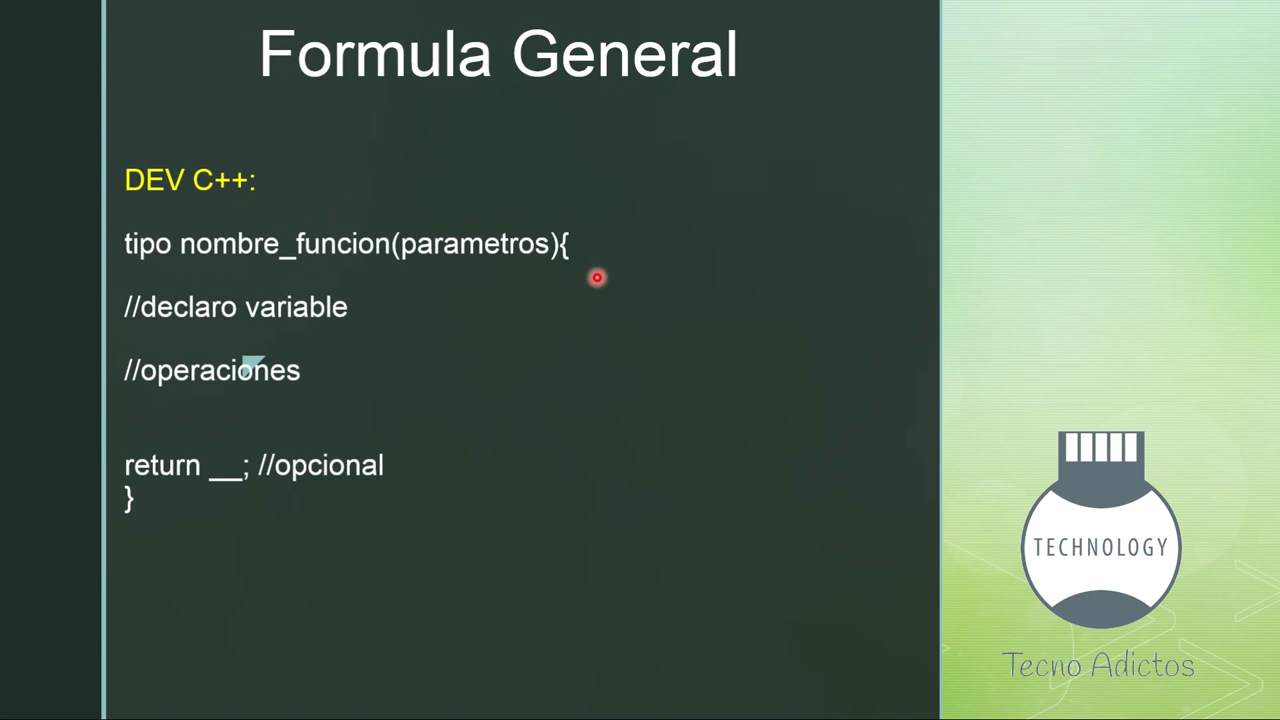 Formula General
DEV C++:
tipo nombre_funcion(parametros){
//declaro variable
//operaciones
return __; //opcional
}
TECHNOLOGY
Tecno Adictos